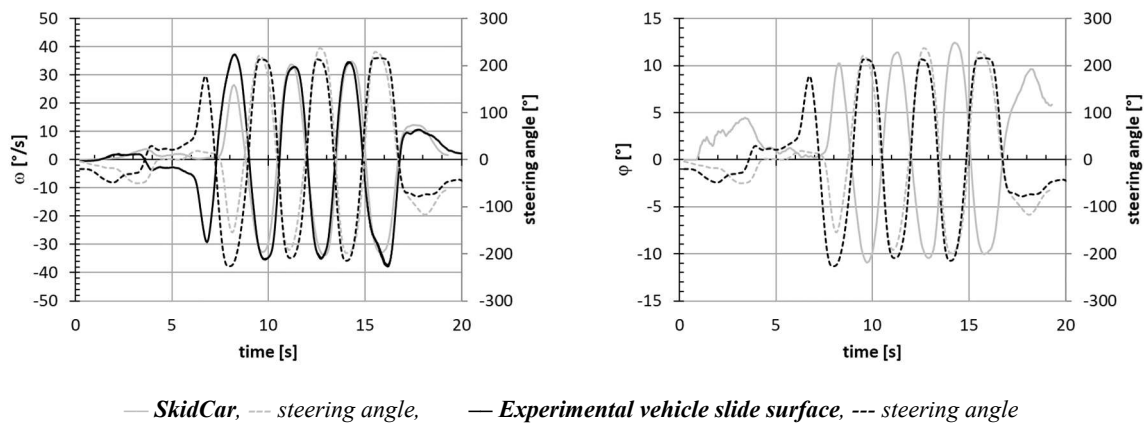 50 300 15 300
40 200 10 200
30
20 100 5 100
10
0 0 0 0
-10
-20 -100 -5 -100
-30
-40 -200 -10 -200
-50 -300 -15 -300
ω [°/s]
steering angle [°]
φ [°]
steering angle [°]
0 5 10 15 20 0 5 10 15 20
time [s] time [s]
SkidCar, steering angle, Experimental vehicle slide surface, steering angle